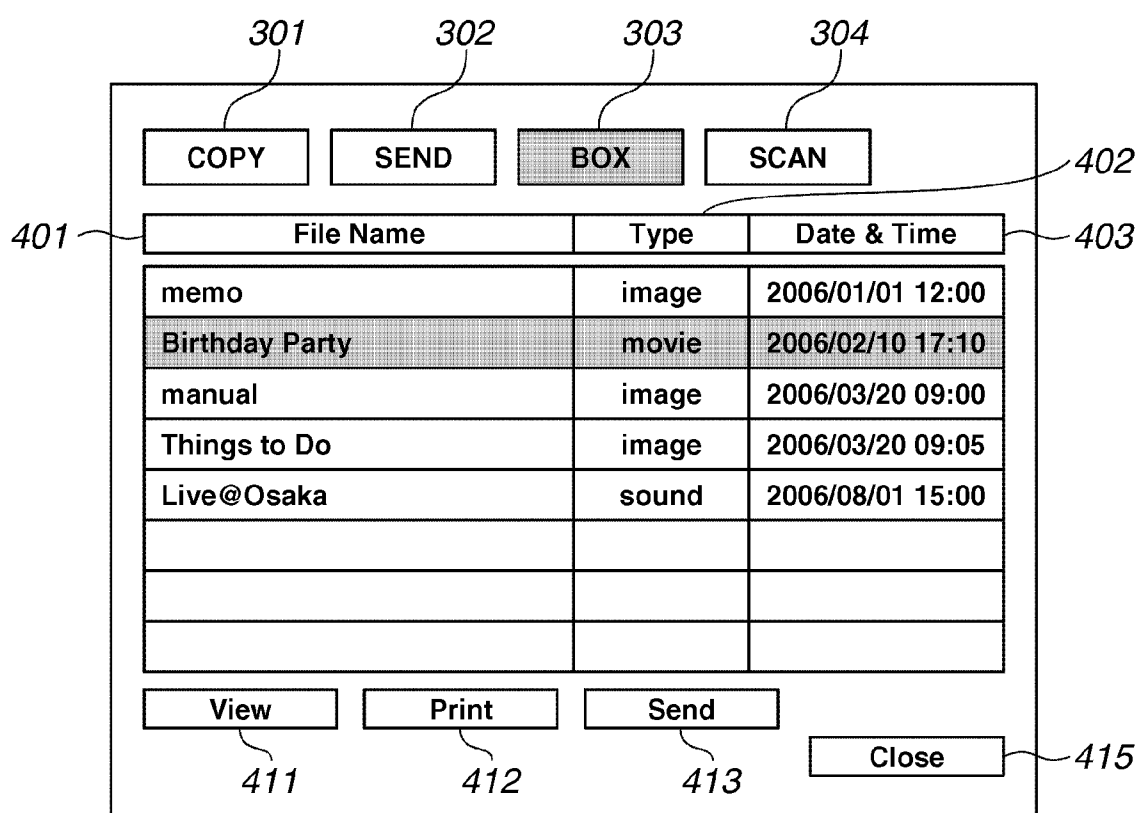 301 302 303 304
COPY SEND BOX SCAN
402
401 File Name Type Date & Time 403
memo image 2006/01/01 12:00
Birthday Party movie 2006/02/10 17:10
manual image 2006/03/20 09:00
Things to Do image 2006/03/20 09:05
Live@Osaka sound 2006/08/01 15:00
View Print Send
Close 415
411 412 413